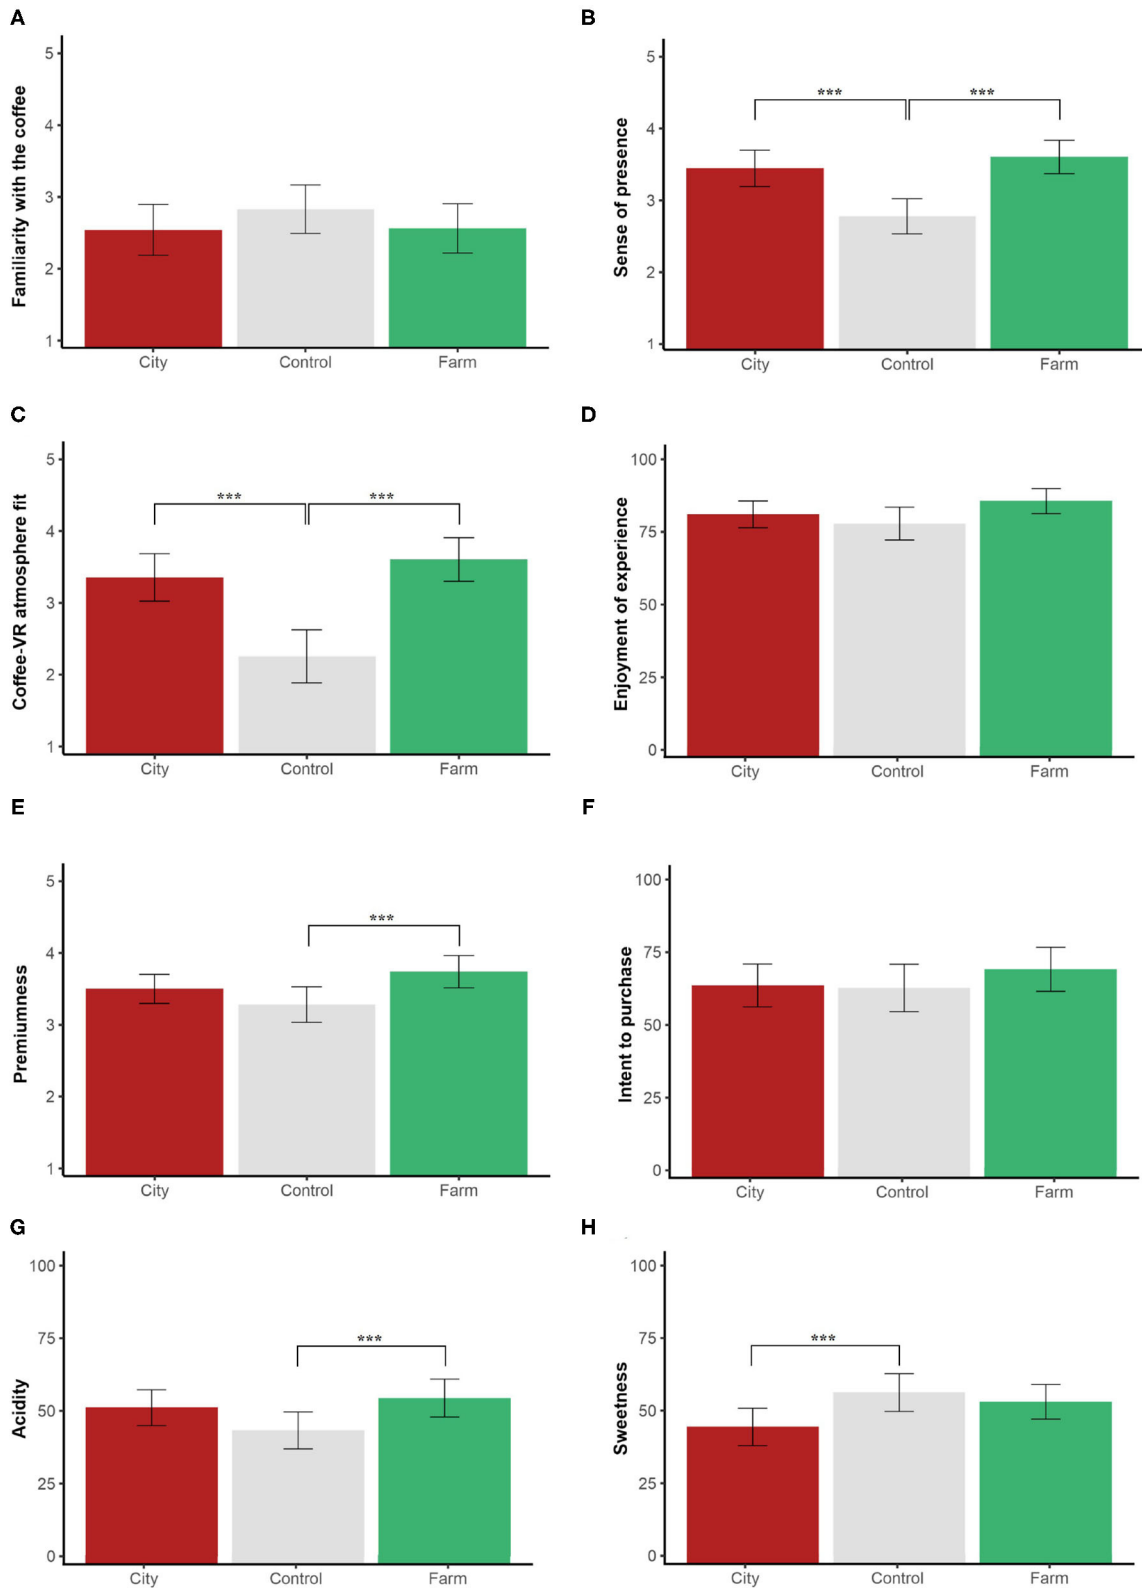 A
Familiarity with the coffee
5
4
3
2
1
City Control Farm
B
Sense of presence
5
4
3
2
1
*** ***
City Control Farm
C
Coffee-VR atmosphere fit
5
4
3
2
1
*** ***
City Control Farm
D
Enjoyment of experience
100
75
50
25
0
City Control Farm
E
Premiumness
5
4
3
2
1
***
City Control Farm
F
Intent to purchase
100
75
50
25
0
City Control Farm
G
Acidity
100
75
50
25
0
***
City Control Farm
H
Sweetness
100
75
50
25
0
***
City Control Farm